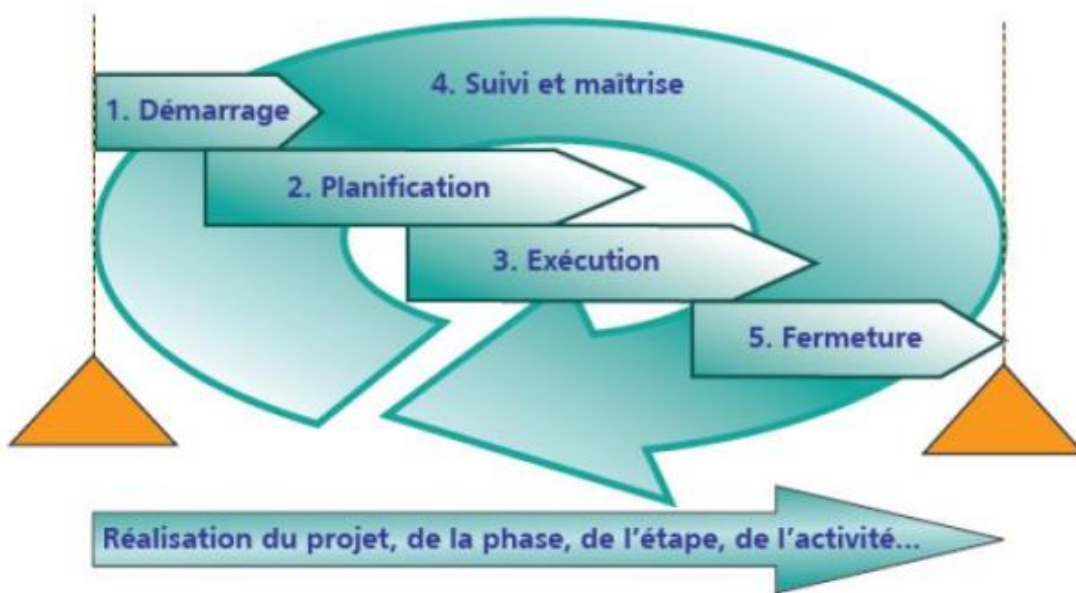 4. Suivi et maîtrise
1. Démarrage
2. Planification
3. Exécution
5. Fermeture
Réalisation du projet, de la phase, de l'étape, de l'activité...